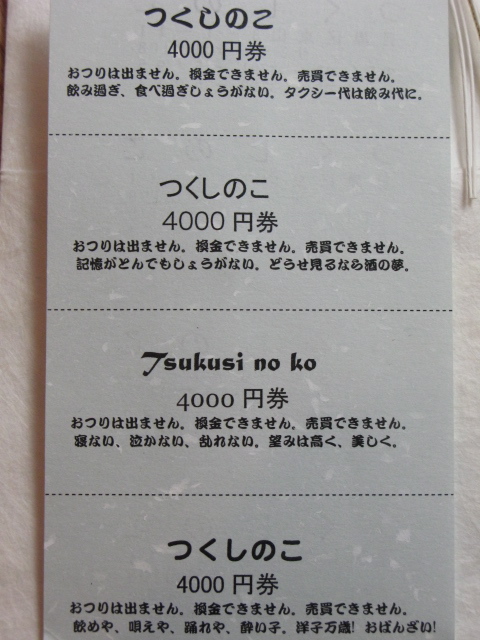 つくしのこ
4000 円券
おつりは出ません。換金できません。売買できません。
飲み過ぎ、食べ過ぎしょうがない。タクシー代は飲み代に。
つくしのこ
4000 円券
おつりは出ません。換金できません。売買できません。
記憶がとんでもしょうがない。どうせ見るなら酒の夢。
Tsukusi no ko
4000 円券
おつりは出ません。換金できません。売買できません。
寝ない、泣かない、乱れない。望みは高く、美しく。
つくしのこ
4000 円券
おつりは出ません。換金できません。売買できません。
飲めや、唄えや、踊れや、酔い子。洋子万歳! おばんざい!